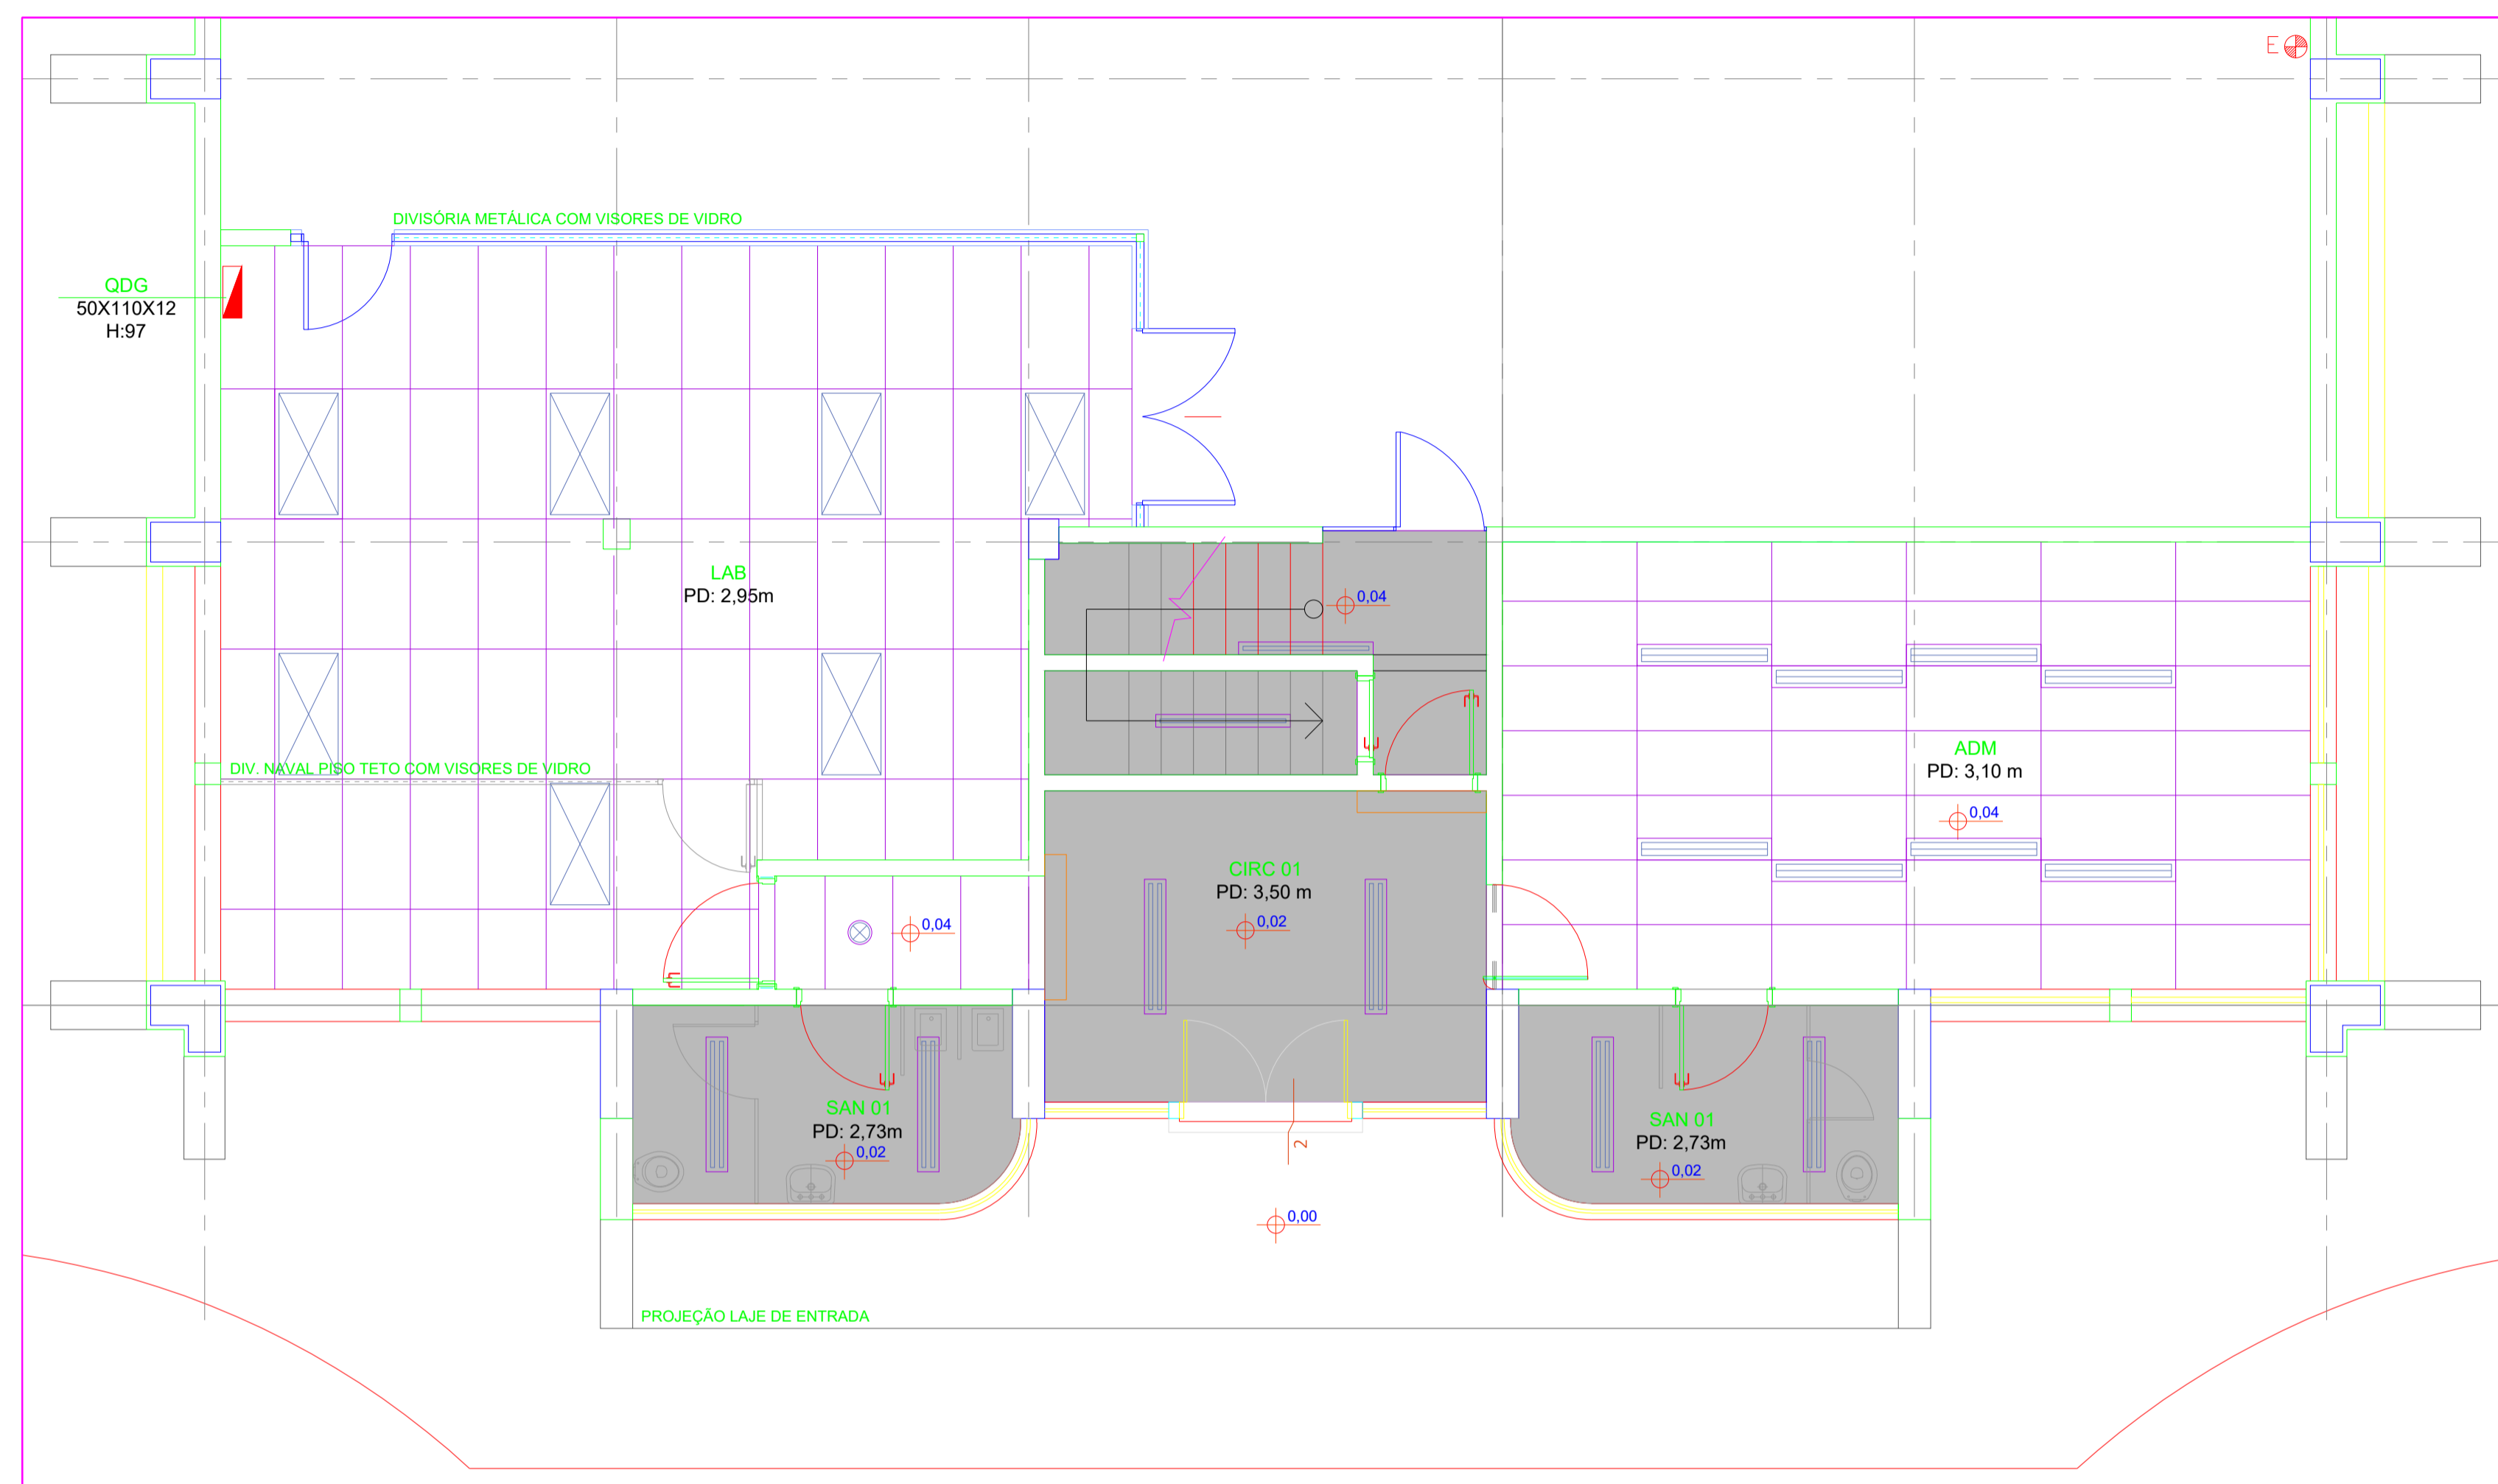 E
DIVISÓRIA METÁLICA COM VISORES DE VIDRO
QDG
50X110X12
H:97
LAB
PD: 2,95m
0,04
DIV. NAVAL PISO TETO COM VISORES DE VIDRO
ADM
PD: 3,10 m
0,04
CIRC 01
PD: 3,50 m
0,02
0,04
SAN 01
PD: 2,73m
0,02
SAN 01
PD: 2,73m
0,02
2
0,00
PROJEÇÃO LAJE DE ENTRADA